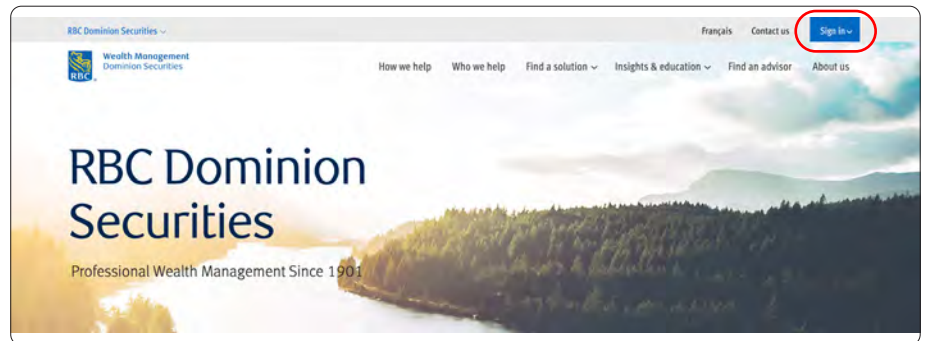 RBC Dominion Securities
Français Contact us Sign in
RBC
Wealth Management
Dominion Securities
How we help Who we help Find a solution Insights & education Find an advisor About us
RBC Dominion
Securities
Professional Wealth Management Since 1901